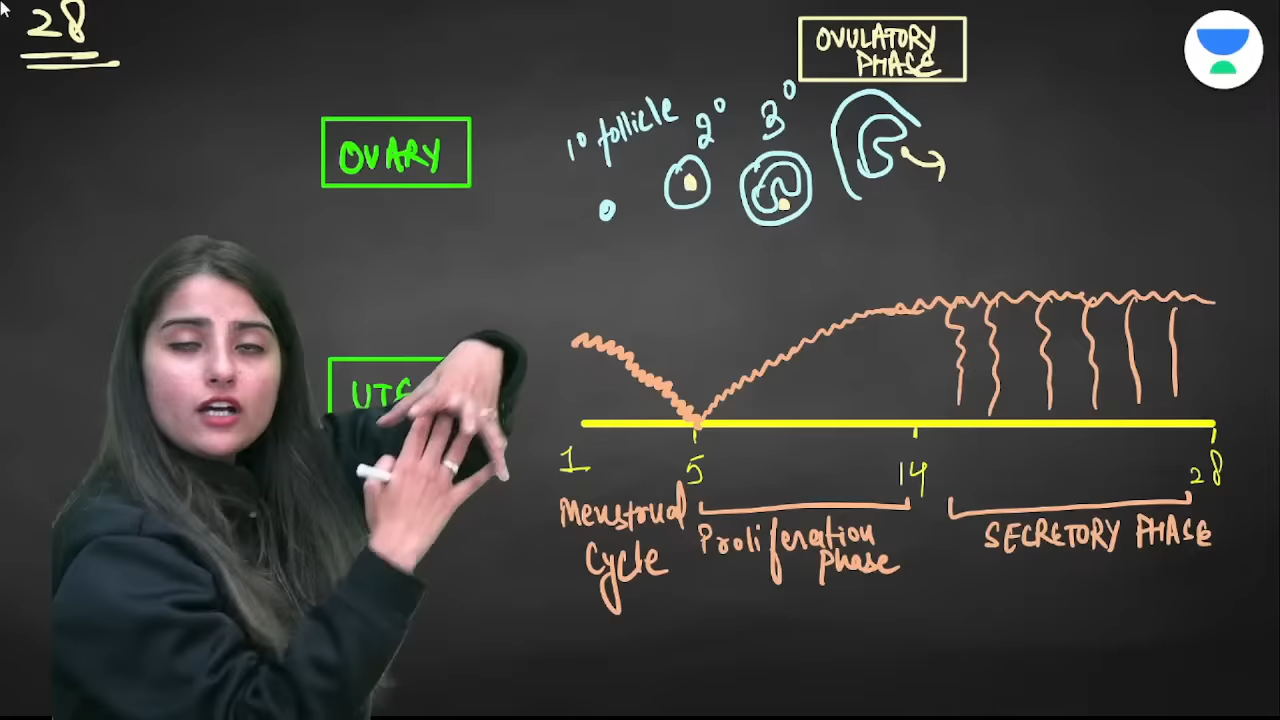 28
OVULATORY
PHASE
1° follicle 2° 3°
OVARY
1 5 14 28
Menstrual
Cycle
Proliferation
Phase
SECRETORY PHASE